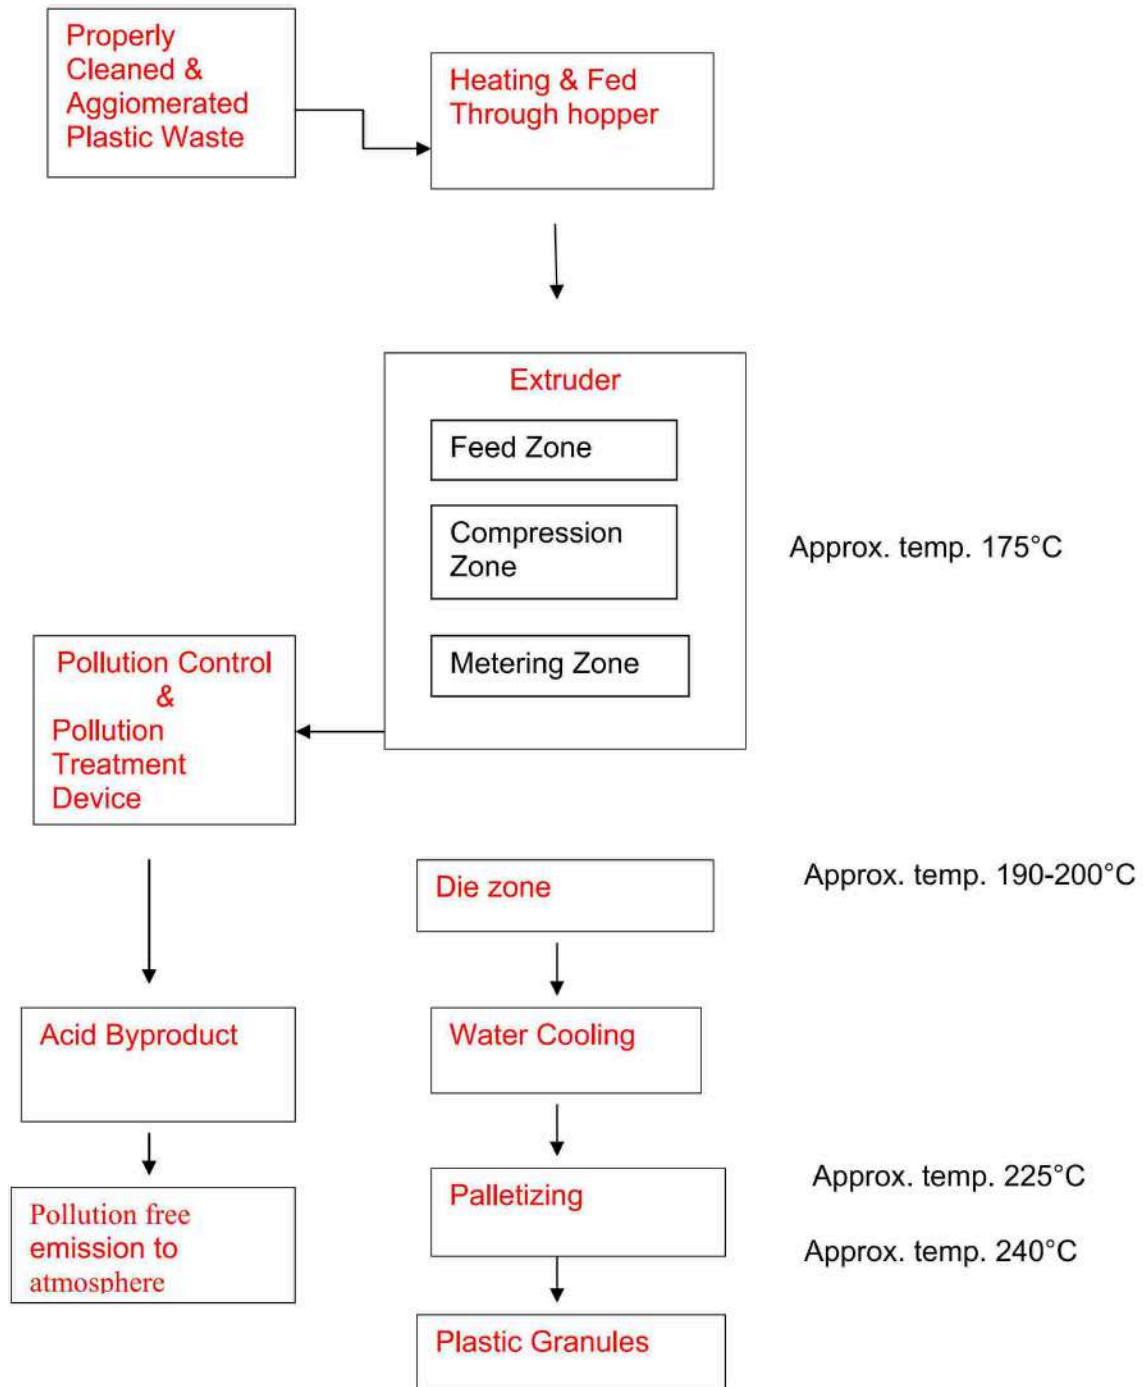 Properly
Cleaned &
Aggiomerated
Plastic Waste
Heating & Fed
Through hopper
Extruder
Feed Zone
Compression
Zone
Approx. temp. 175°C
Metering Zone
Pollution Control
&
Pollution
Treatment
Device
Die zone
Approx. temp. 190-200°C
Acid Byproduct
Water Cooling
Palletizing
Approx. temp. 225°C
Pollution free
emission to
atmosphere
Approx. temp. 240°C
Plastic Granules